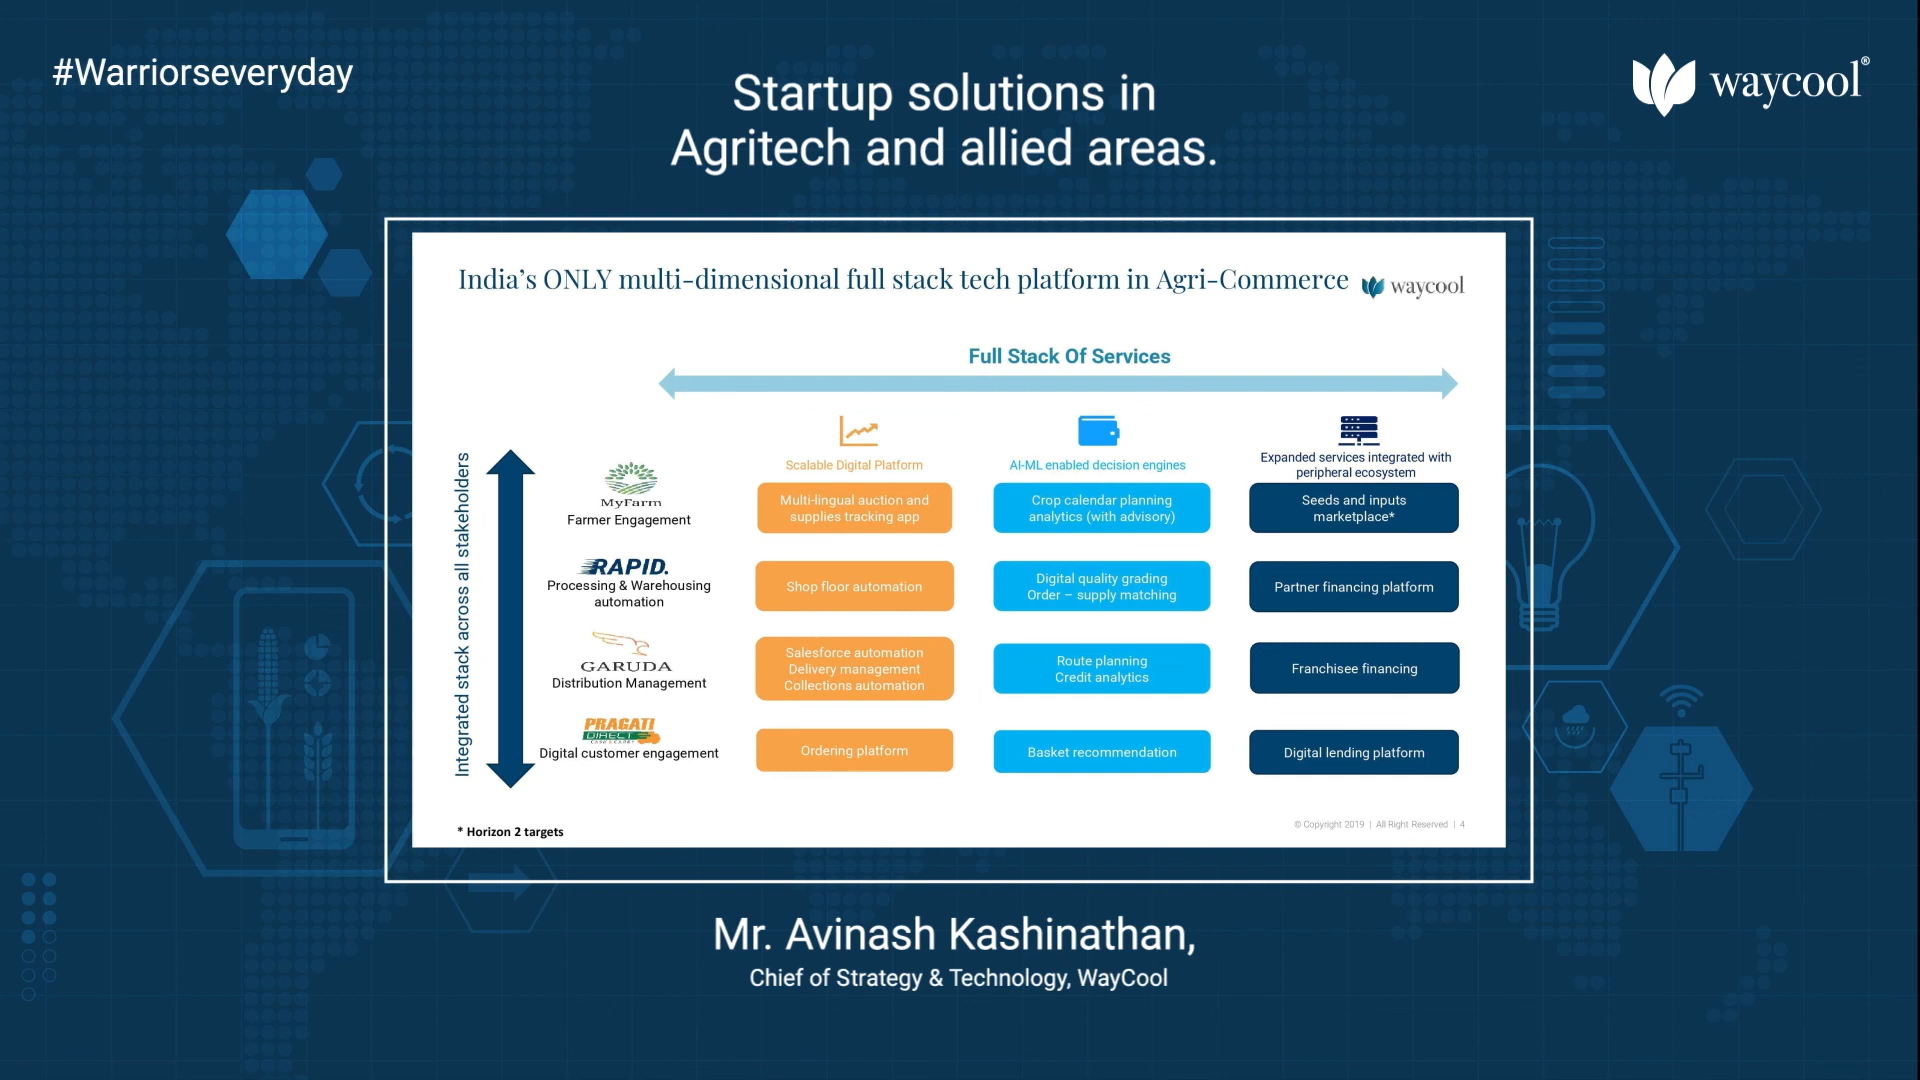 #Warriorseveryday
Startup solutions in
Agritech and allied areas.
waycool®
India's ONLY multi-dimensional full stack tech platform in Agri-Commerce
waycool
Full Stack Of Services
Integrated stack across all stakeholders
Scalable Digital Platform
AI-ML enabled decision engines
Expanded services integrated with
peripheral ecosystem
MyFarm
Farmer Engagement
Multi-lingual auction and
supplies tracking app
Crop calendar planning
analytics (with advisory)
Seeds and inputs
marketplace*
RAPID.
Processing & Warehousing
automation
Shop floor automation
Digital quality grading
Order – supply matching
Partner financing platform
GARUDA
Distribution Management
Salesforce automation
Delivery management
Collections automation
Route planning
Credit analytics
Franchisee financing
PRAGATI
DIRECT
CASH & CARRY
Digital customer engagement
Ordering platform
Basket recommendation
Digital lending platform
* Horizon 2 targets
© Copyright 2019 | All Right Reserved | 4
Mr. Avinash Kashinathan,
Chief of Strategy & Technology, WayCool